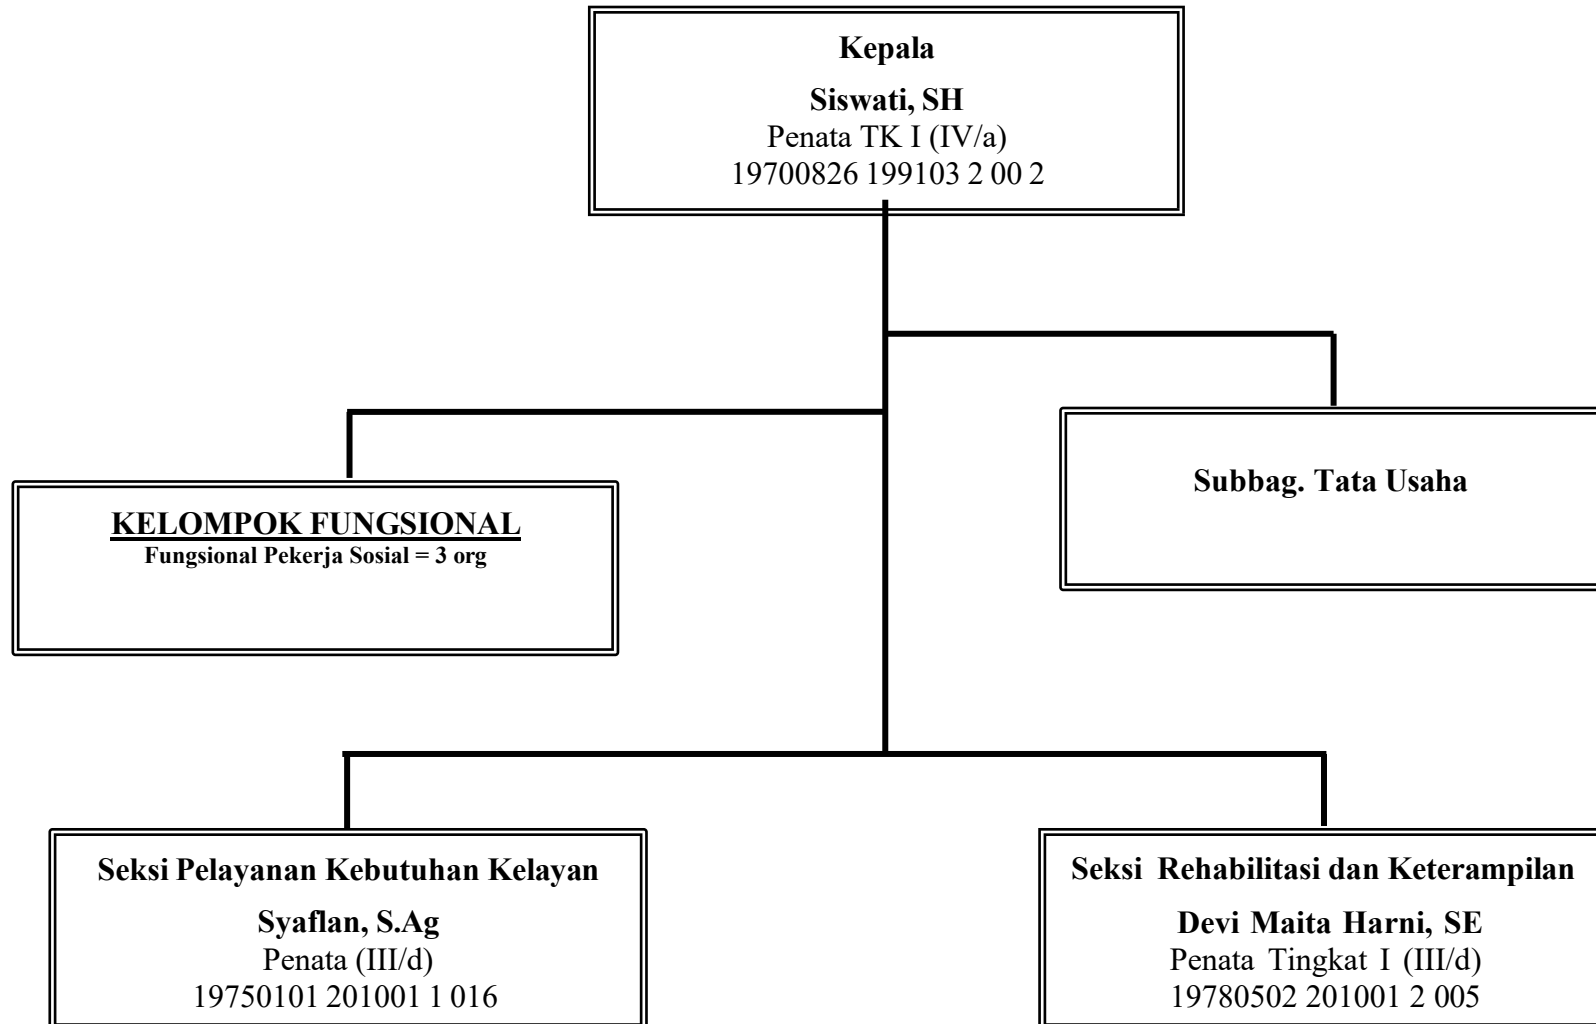 Kepala
Siswati, SH
Penata TK I (IV/a)
19700826 199103 2 00 2
Subbag. Tata Usaha
KELOMPOK FUNGSIONAL
Fungsional Pekerja Sosial = 3 org
Seksi Pelayanan Kebutuhan Kelayan
Syaflan, S.Ag
Penata (III/d)
19750101 201001 1 016
Seksi Rehabilitasi dan Keterampilan
Devi Maita Harni, SE
Penata Tingkat I (III/d)
19780502 201001 2 005